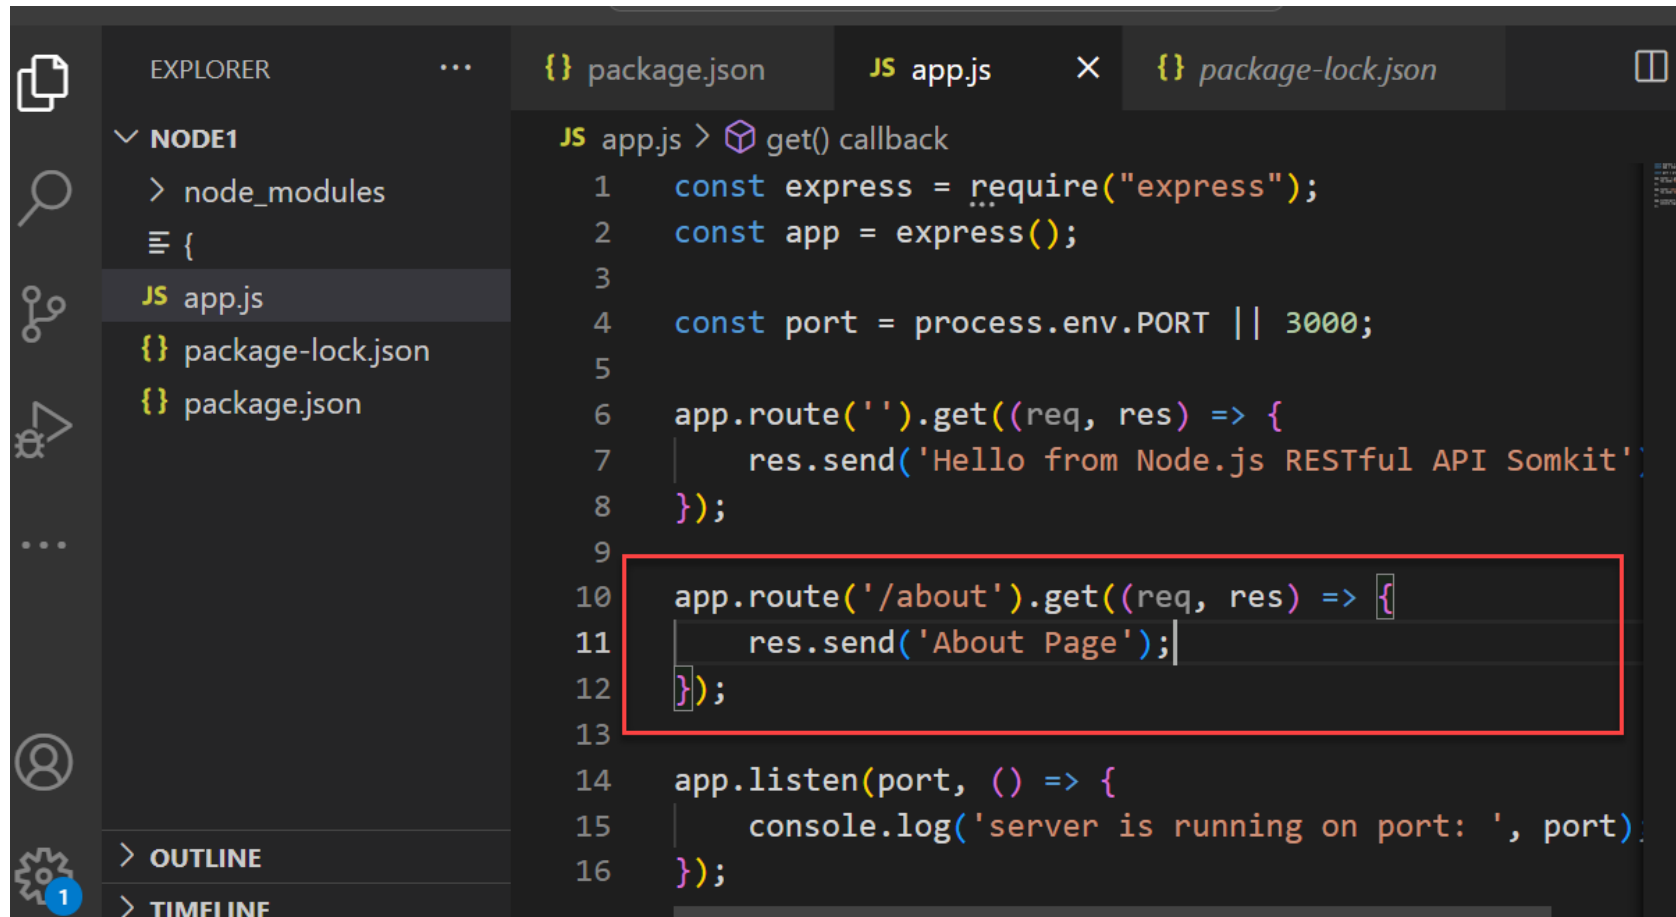 EXPLORER ...
NODE1
node_modules
{
JS app.js
{} package-lock.json
{} package.json
OUTLINE
TIMELINE
1
{} package.json
JS app.js
{} package-lock.json
JS app.js > get() callback
1 const express = require("express");
2 const app = express();
3
4 const port = process.env.PORT || 3000;
5
6 app.route('').get((req, res) => {
7 res.send('Hello from Node.js RESTful API Somkit')
8 });
9
10 app.route('/about').get((req, res) => {
11 res.send('About Page');
12 });
13
14 app.listen(port, () => {
15 console.log('server is running on port: ', port);
16 });